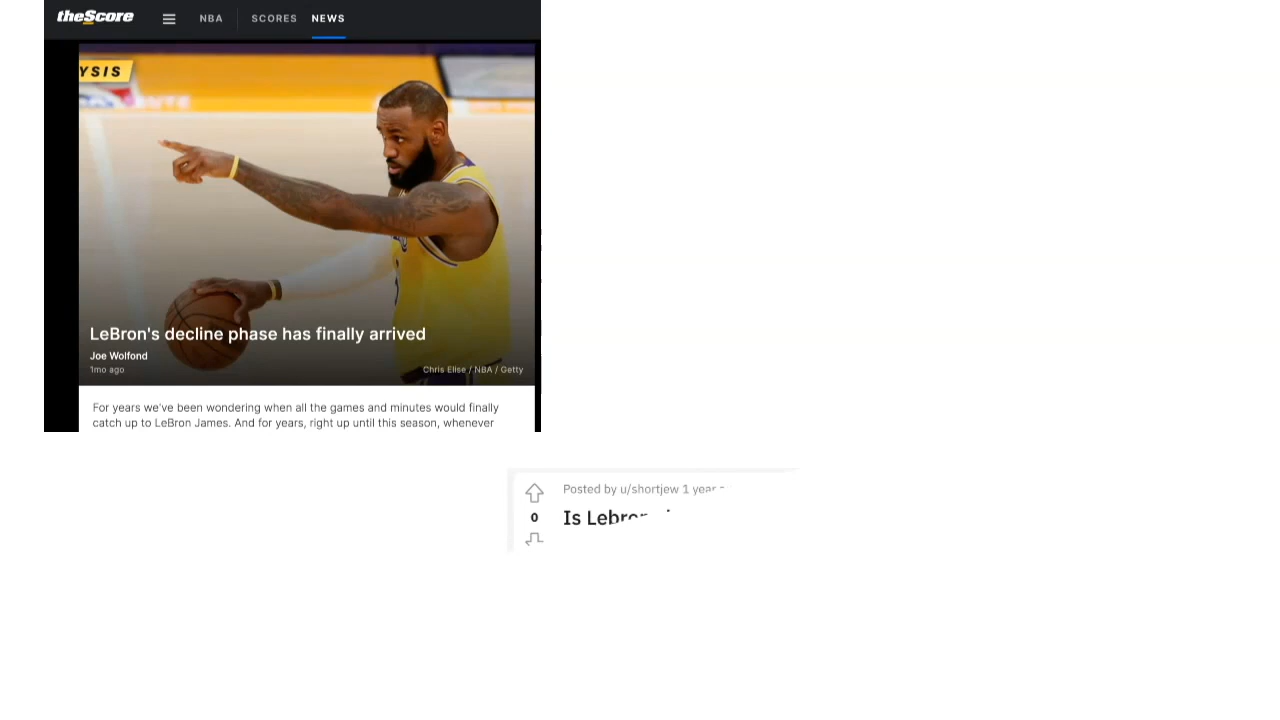 theScore
NBA
SCORES
NEWS
YSIS
LeBron's decline phase has finally arrived
Joe Wolfond
1mo ago
Chris Elise / NBA / Getty
For years we've been wondering when all the games and minutes would finally
catch up to LeBron James. And for years, right up until this season, whenever
Posted by u/shortjew 1 year
0
Is Lebron